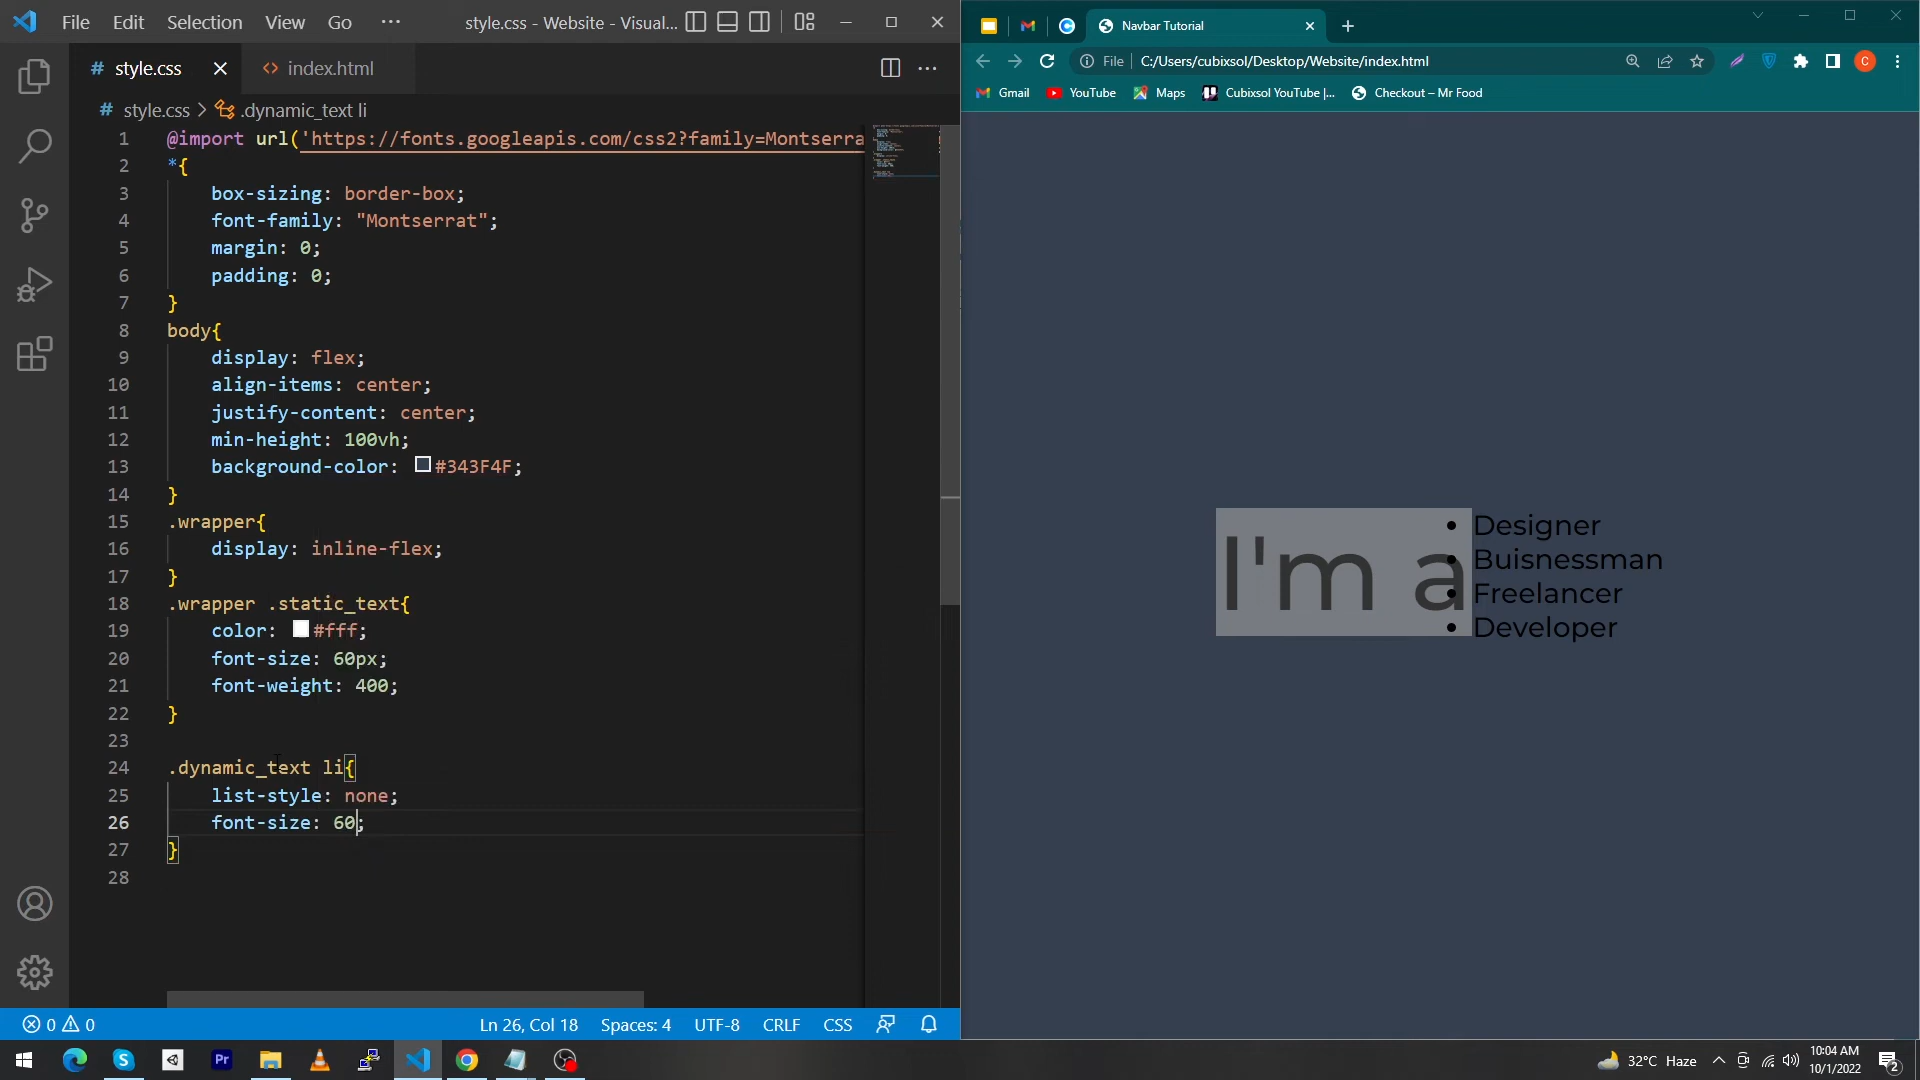 File Edit Selection View Go ··· style.css - Website - Visual...
# style.css × <> index.html ···
# style.css > .dynamic_text li
1 @import url('https://fonts.googleapis.com/css2?family=Montserra
2 *{
3 box-sizing: border-box;
4 font-family: "Montserrat";
5 margin: 0;
6 padding: 0;
7 }
8 body{
9 display: flex;
10 align-items: center;
11 justify-content: center;
12 min-height: 100vh;
13 background-color: #343F4F;
14 }
15 .wrapper{
16 display: inline-flex;
17 }
18 .wrapper .static_text{
19 color: #fff;
20 font-size: 60px;
21 font-weight: 400;
22 }
23
24 .dynamic_text li{
25 list-style: none;
26 font-size: 60;
27 }
28
0 0 Ln 26, Col 18 Spaces: 4 UTF-8 CRLF CSS
Navbar Tutorial × +
File C:/Users/cubixsol/Desktop/Website/index.html C
Gmail YouTube Maps Cubixsol YouTube |... Checkout – Mr Food
I'm a
• Designer
• Buisnessman
• Freelancer
• Developer
Pr 32°C Haze 10:04 AM
10/1/2022 2